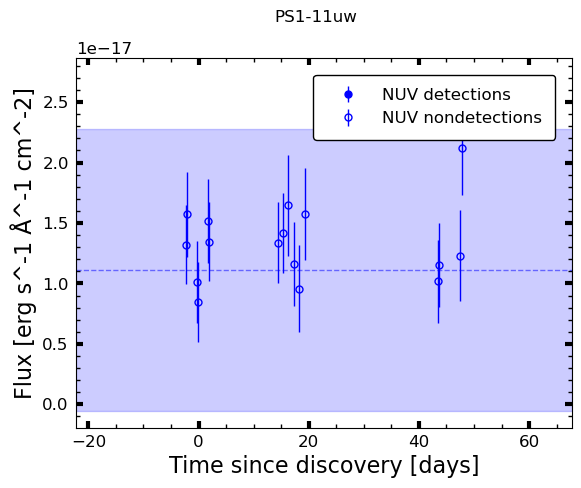 PS1-11uw
1e−17
NUV detections
NUV nondetections
2.5
2.0
1.5
1.0
0.5
0.0
Flux [erg s^-1 Å^-1 cm^-2]
−20 0 20 40 60
Time since discovery [days]